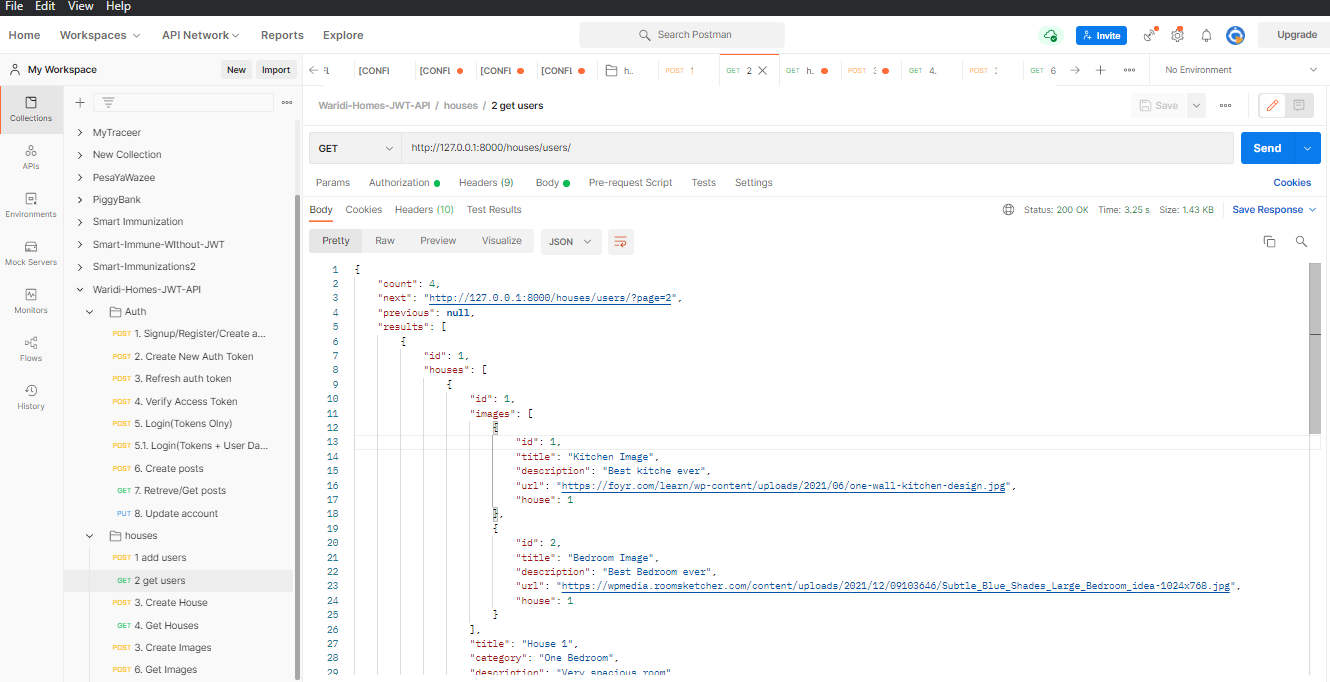 File Edit View Help
Home Workspaces API Network Reports Explore Search Postman Invite Upgrade
My Workspace New Import [CONFI [CONFI [CONFI [CONFI h.. POST 1 GET 2 GET h. POST GET 4. POST GET 6 No Environment
Waridi-Homes-JWT-API / houses / 2 get users Save
GET http://127.0.0.1:8000/houses/users/ Send
Params Authorization Headers (9) Body Pre-request Script Tests Settings Cookies
Body Cookies Headers (10) Test Results Status: 200 OK Time: 3.25 s Size: 1.43 KB Save Response
Pretty Raw Preview Visualize JSON
Collections
APIs
Environments
Mock Servers
Monitors
Flows
History
MyTraceer
New Collection
PesaYaWazee
PiggyBank
Smart Immunization
Smart-Immune-WIthout-JWT
Smart-Immunizations2
Waridi-Homes-JWT-API
Auth
POST 1. Signup/Register/Create a...
POST 2. Create New Auth Token
POST 3. Refresh auth token
POST 4. Verify Access Token
POST 5. Login(Tokens Olny)
POST 5.1. Login(Tokens + User Da...
POST 6. Create posts
GET 7. Retreve/Get posts
PUT 8. Update account
houses
POST 1 add users
GET 2 get users
POST 3. Create House
GET 4. Get Houses
POST 3. Create Images
GET 6. Get Images
1 {
2 "count": 4,
3 "next": "http://127.0.0.1:8000/houses/users/?page=2",
4 "previous": null,
5 "results": [
6 {
7 "id": 1,
8 "houses": [
9 {
10 "id": 1,
11 "images": [
12 {
13 "id": 1,
14 "title": "Kitchen Image",
15 "description": "Best kitche ever",
16 "url": "https://foyr.com/learn/wp-content/uploads/2021/06/one-wall-kitchen-design.jpg",
17 "house": 1
18 },
19 {
20 "id": 2,
21 "title": "Bedroom Image",
22 "description": "Best Bedroom ever",
23 "url": "https://wpmedia.roomsketcher.com/content/uploads/2021/12/09103646/Subtle_Blue_Shades_Large_Bedroom_idea-1024x768.jpg",
24 "house": 1
25 }
26 ],
27 "title": "House 1",
28 "category": "One Bedroom",
29 "description": "Very spacious room"